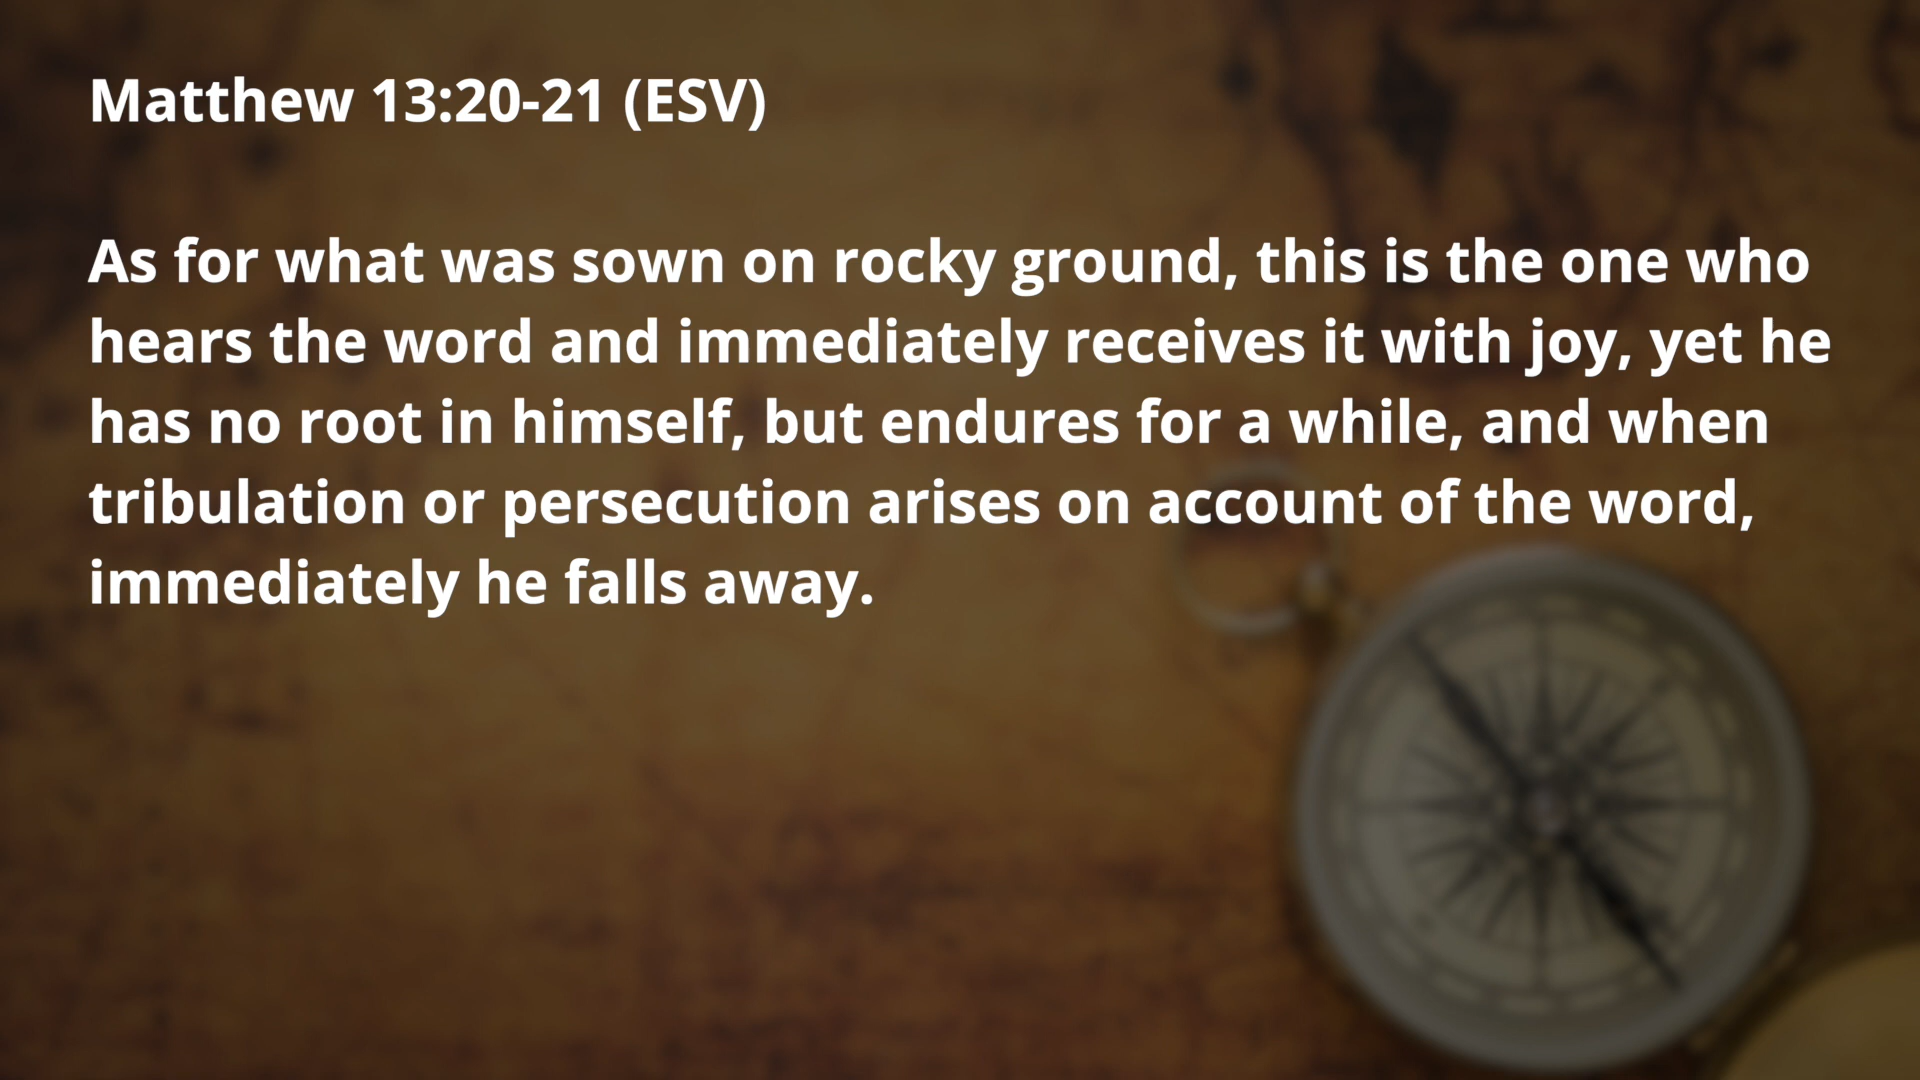 Matthew 13:20-21 (ESV)
As for what was sown on rocky ground, this is the one who
hears the word and immediately receives it with joy, yet he
has no root in himself, but endures for a while, and when
tribulation or persecution arises on account of the word,
immediately he falls away.